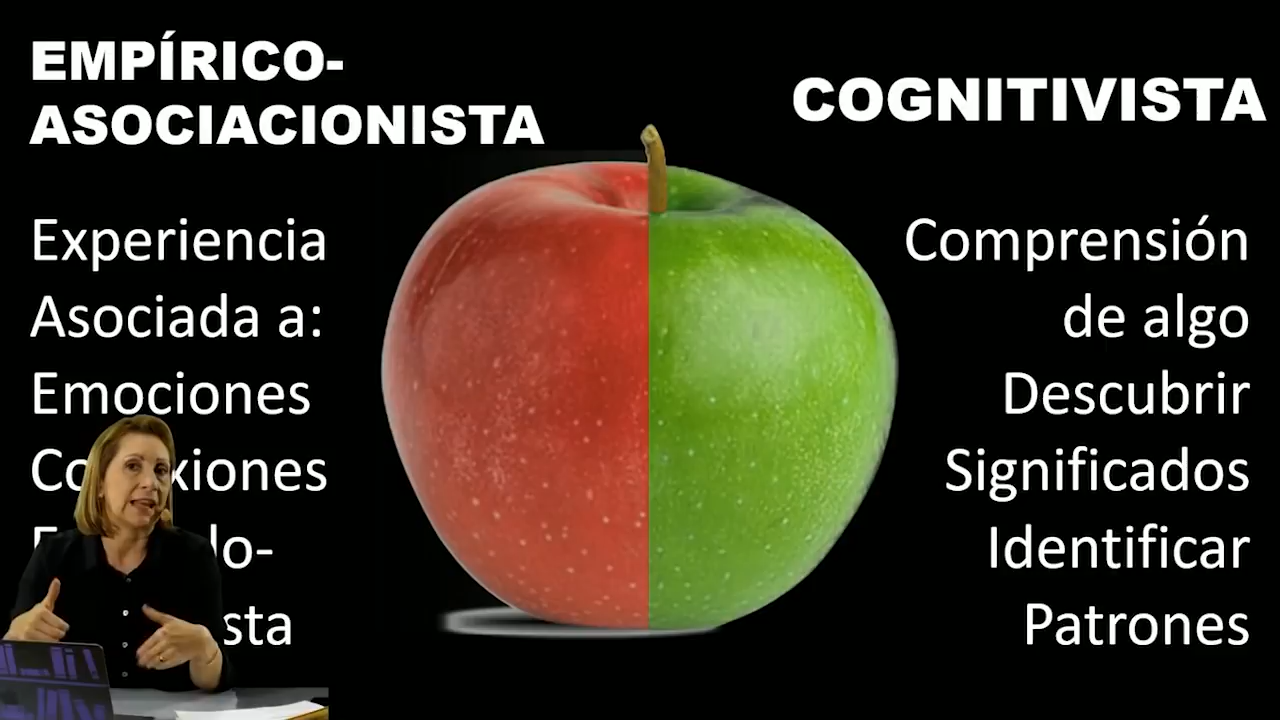 EMPÍRICO-
ASOCIACIONISTA
Experiencia
Asociada a:
Emociones
COGNITIVISTA
Comprensión
de algo
Descubrir
Significados
Identificar
Patrones